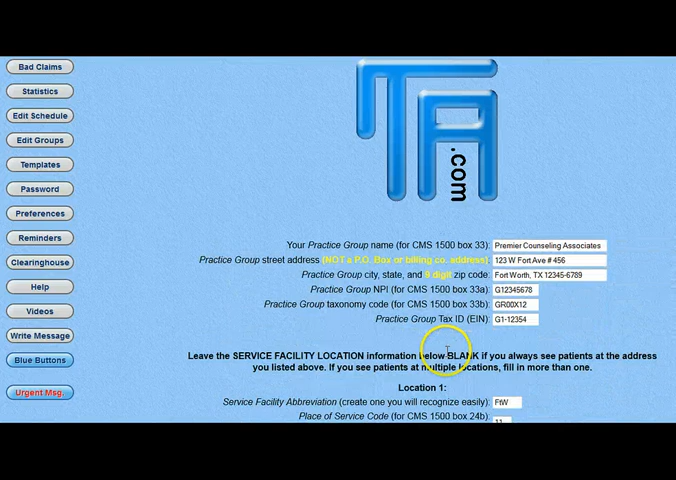 Bad Claims
Statistics
Edit Schedule
Edit Groups
Templates
Password
Preferences
Reminders
Clearinghouse
Help
Videos
Write Message
Blue Buttons
Urgent Msg.
TA
.com
Your Practice Group name (for CMS 1500 box 33): Premier Counseling Associates
Practice Group street address (NOT a P.O. Box or billing co. address) 123 W Fort Ave # 456
Practice Group city, state, and 9 digit zip code: Fort Worth, TX 12345-6789
Practice Group NPI (for CMS 1500 box 33a): G12345678
Practice Group taxonomy code (for CMS 1500 box 33b): GR00X12
Practice Group Tax ID (EIN): G1-12354
Leave the SERVICE FACILITY LOCATION information below BLANK if you always see patients at the address
you listed above. If you see patients at multiple locations, fill in more than one.
Location 1:
Service Facility Abbreviation (create one you will recognize easily): FtW
Place of Service Code (for CMS 1500 box 24b): 11